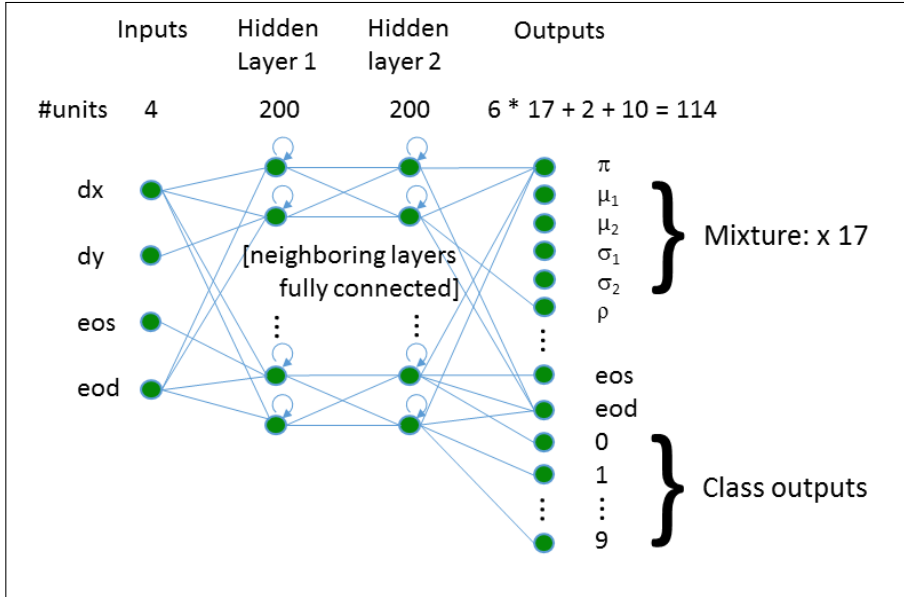 Inputs Hidden Layer 1 Hidden layer 2 Outputs
#units 4 200 200 6 * 17 + 2 + 10 = 114
dx
dy
eos
eod
[neighboring layers
fully connected]
π
μ1
μ2
σ1
σ2
ρ
Mixture: x 17
eos
eod
0
1
9
Class outputs